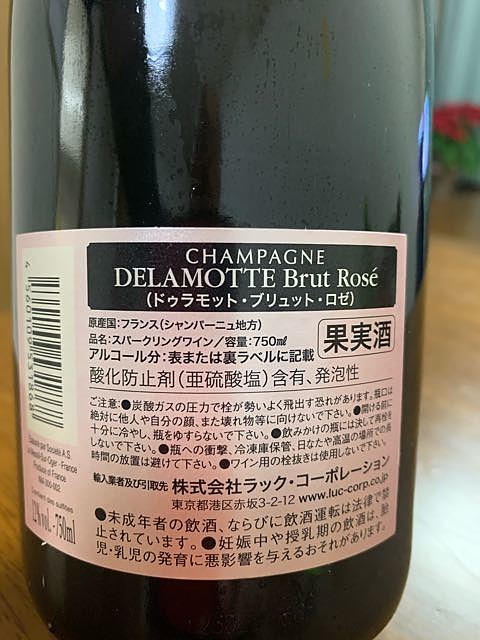 CHAMPAGNE
DELAMOTTE Brut Rosé
(ドゥラモット・ブリュット・ロゼ)
原産国:フランス(シャンパーニュ地方)
品名:スパークリングワイン/容量:750㎖
アルコール分:表または裏ラベルに記載
果実酒
酸化防止剤(亜硫酸塩)含有、発泡性
ご注意:●炭酸ガスの圧力で栓が勢いよく飛出す恐れがあります。瓶口は
絶対に他人や自分の顔、また壊れ物等に向けないで下さい。●開ける前に
十分に冷やし、瓶をゆすらないで下さい。●飲みかけの瓶には決して再栓を
しないで下さい。●瓶への衝撃、冷凍庫保管、日なたや高温の場所での長
時間の放置は避けて下さい。●ワイン用の栓抜きは使用しないで下さい。
輸入業者及び引取先 株式会社ラック・コーポレーション
東京都港区赤坂3-2-12 www.luc-corp.co.jp
●未成年者の飲酒、ならびに飲酒運転は法律で禁
止されています。●妊娠中や授乳期の飲酒は、胎
児・乳児の発育に悪影響を与えるおそれがあります。
par Société A.S.
Oger - France
France
NM-300-002
12% vol. - 750ml